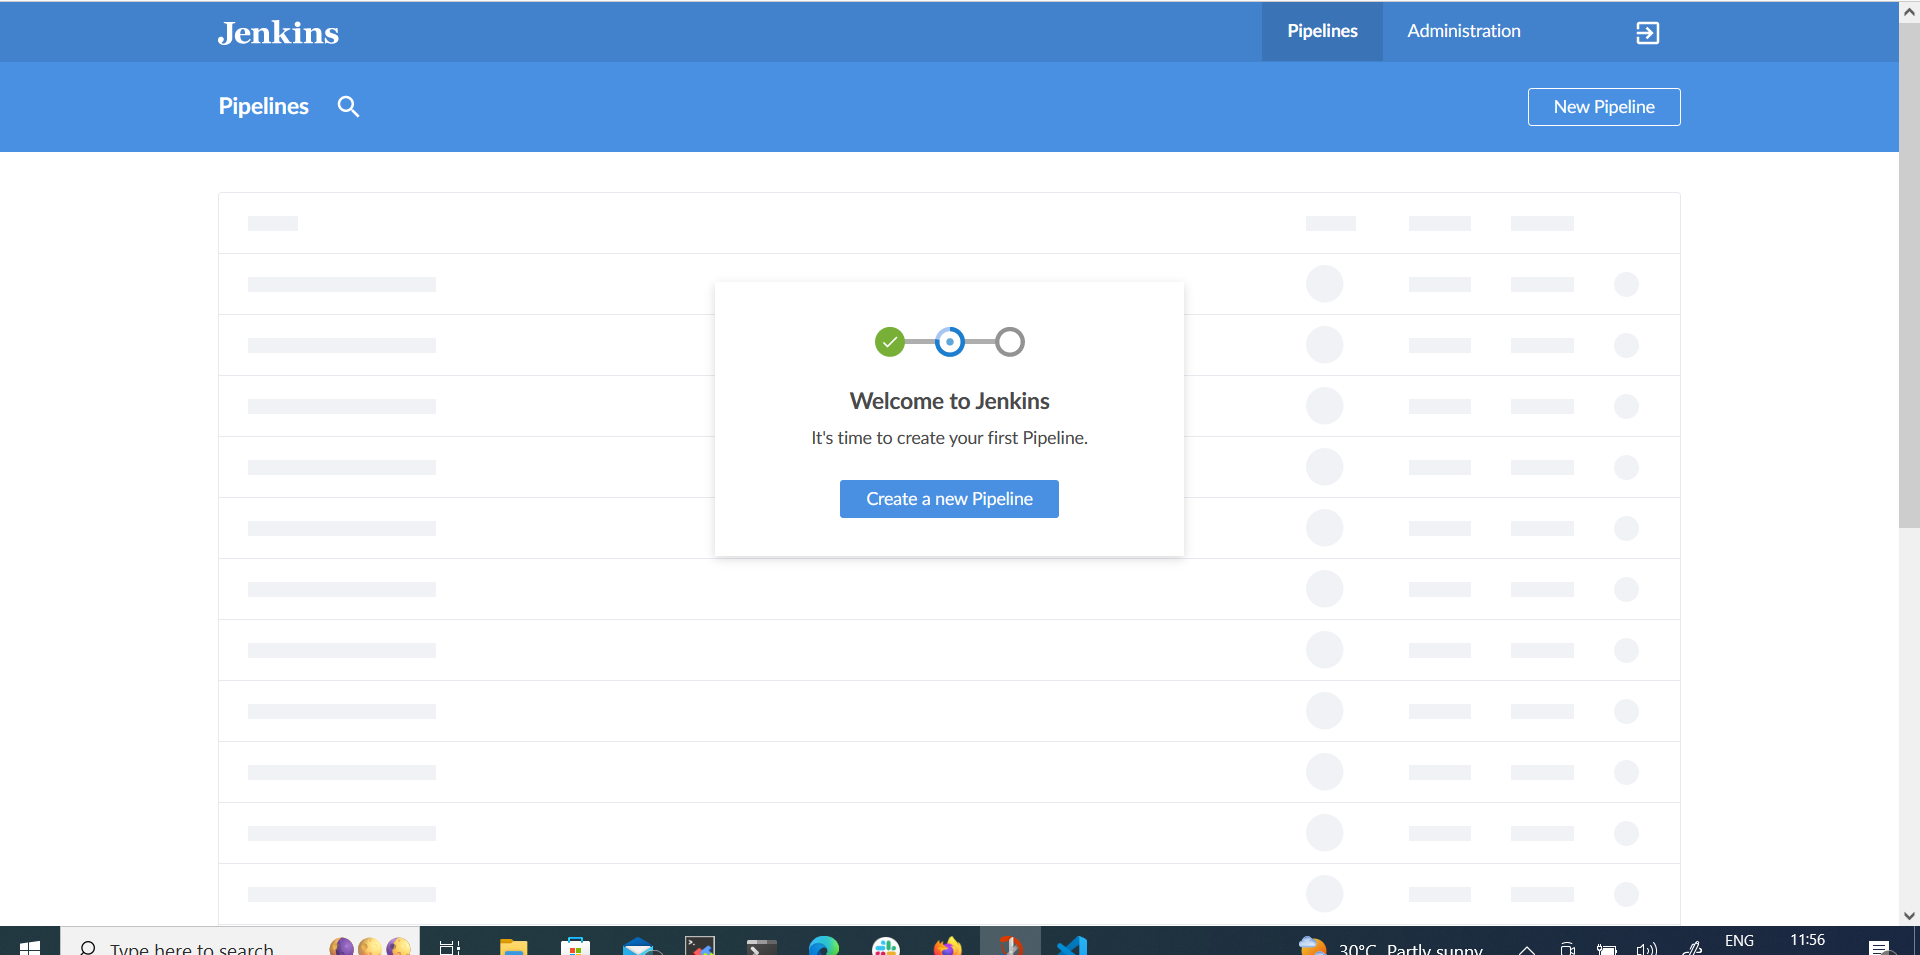 Jenkins
Pipelines
Administration
Pipelines
New Pipeline
Welcome to Jenkins
It's time to create your first Pipeline.
Create a new Pipeline
Type here to search
30°C Partly sunny
ENG
11:56